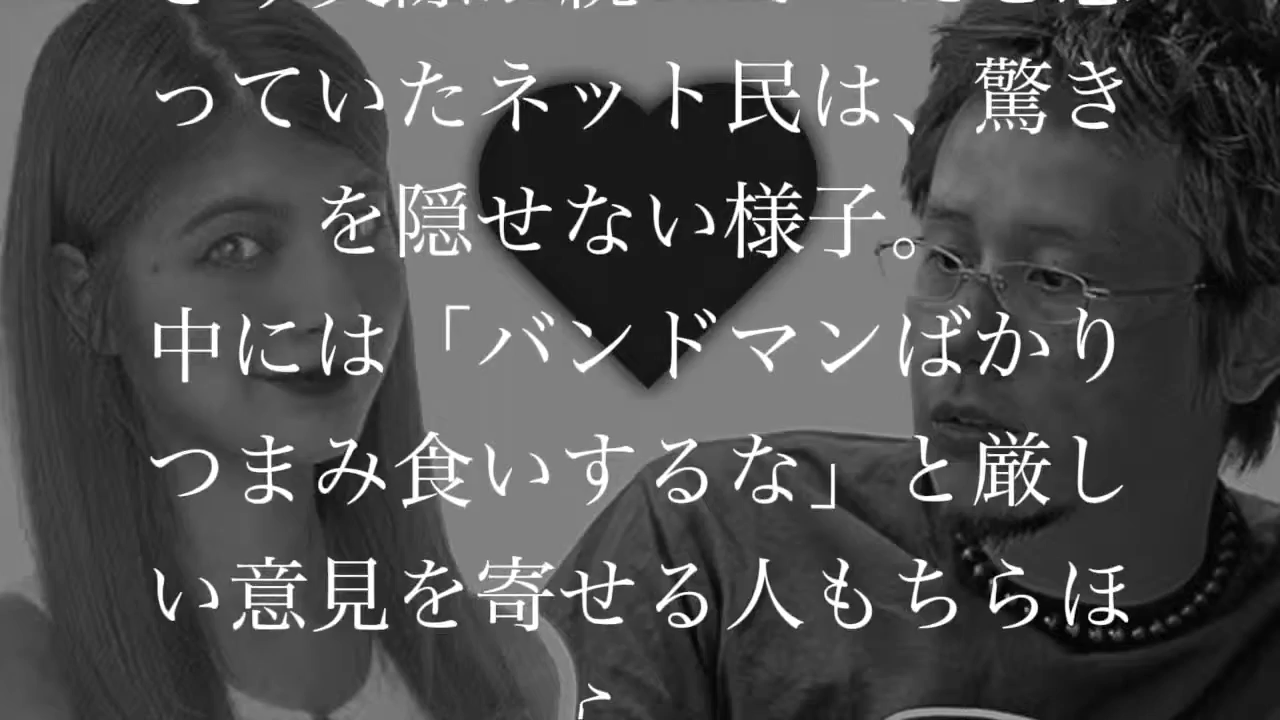 っていたネット民は、驚き
を隠せない様子。
中には「バンドマンばかり
つまみ食いするな」と厳し
い意見を寄せる人もちらほ